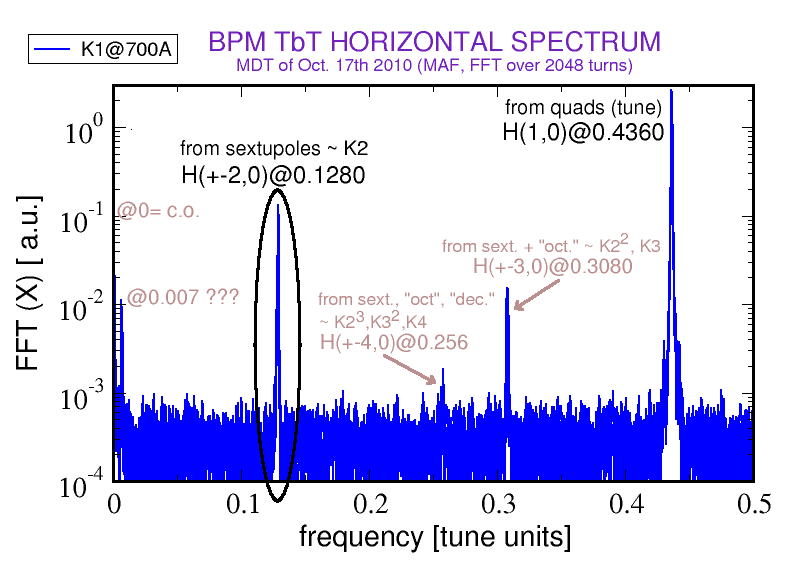 K1@700A
BPM TbT HORIZONTAL SPECTRUM
MDT of Oct. 17th 2010 (MAF, FFT over 2048 turns)
from quads (tune)
H(1,0)@0.4360
from sextupoles ~ K2
H(+-2,0)@0.1280
@0= c.o.
from sext. + "oct." ~ K2², K3
H(+-3,0)@0.3080
@0.007 ???
from sext., "oct", "dec."
~ K2³,K3²,K4
H(+-4,0)@0.256
FFT (X) [ a.u.]
10⁰
10⁻¹
10⁻²
10⁻³
10⁻⁴
0 0.1 0.2 0.3 0.4 0.5
frequency [tune units]